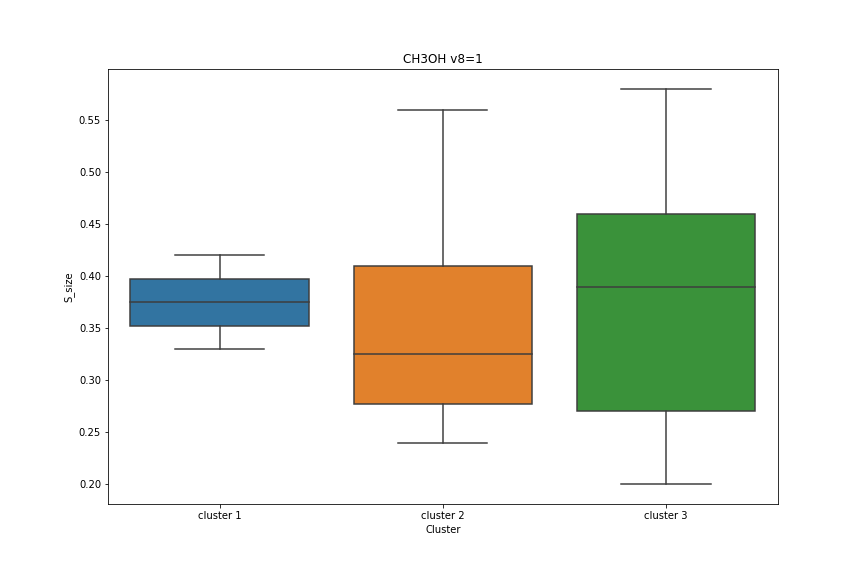 CH3OH v8=1
S_size
0.55
0.50
0.45
0.40
0.35
0.30
0.25
0.20
cluster 1
cluster 2
cluster 3
Cluster